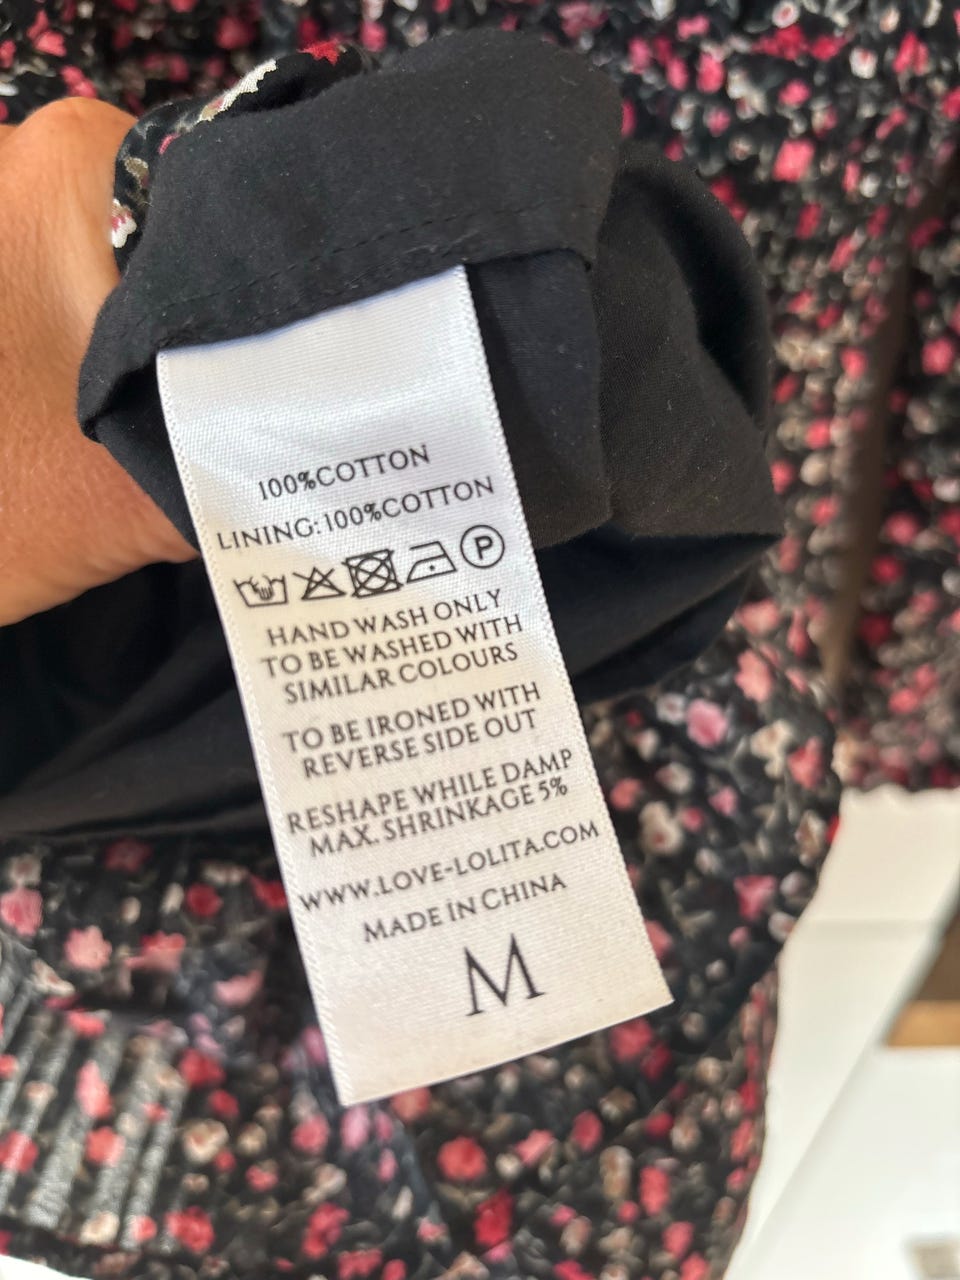 100%COTTON
LINING:100%COTTON
P
HAND WASH ONLY
TO BE WASHED WITH
SIMILAR COLOURS
TO BE IRONED WITH
REVERSE SIDE OUT
RESHAPE WHILE DAMP
MAX. SHRINKAGE 5%
WWW.LOVE-LOLITA.COM
MADE IN CHINA
M